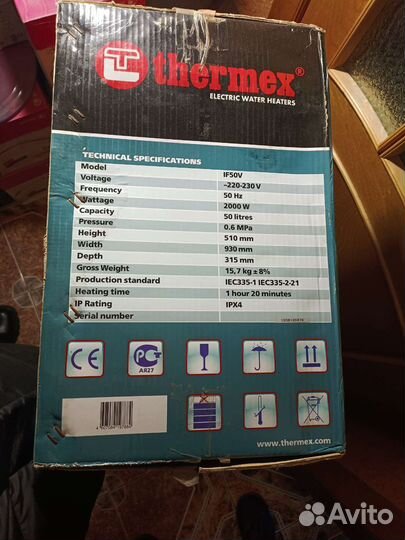 thermex®
ELECTRIC WATER HEATERS
TECHNICAL SPECIFICATIONS
Model IF50V
Voltage ~220-230 V
Frequency 50 Hz
Wattage 2000 W
Capacity 50 litres
Pressure 0.6 MPa
Height 510 mm
Width 930 mm
Depth 315 mm
Gross Weight 15,7 kg ± 8%
Production standard IEC335-1 IEC335-2-21
Heating time 1 hour 20 minutes
IP Rating IPX4
Serial number
CE
PC
АЯ27
www.thermex.com
Avito